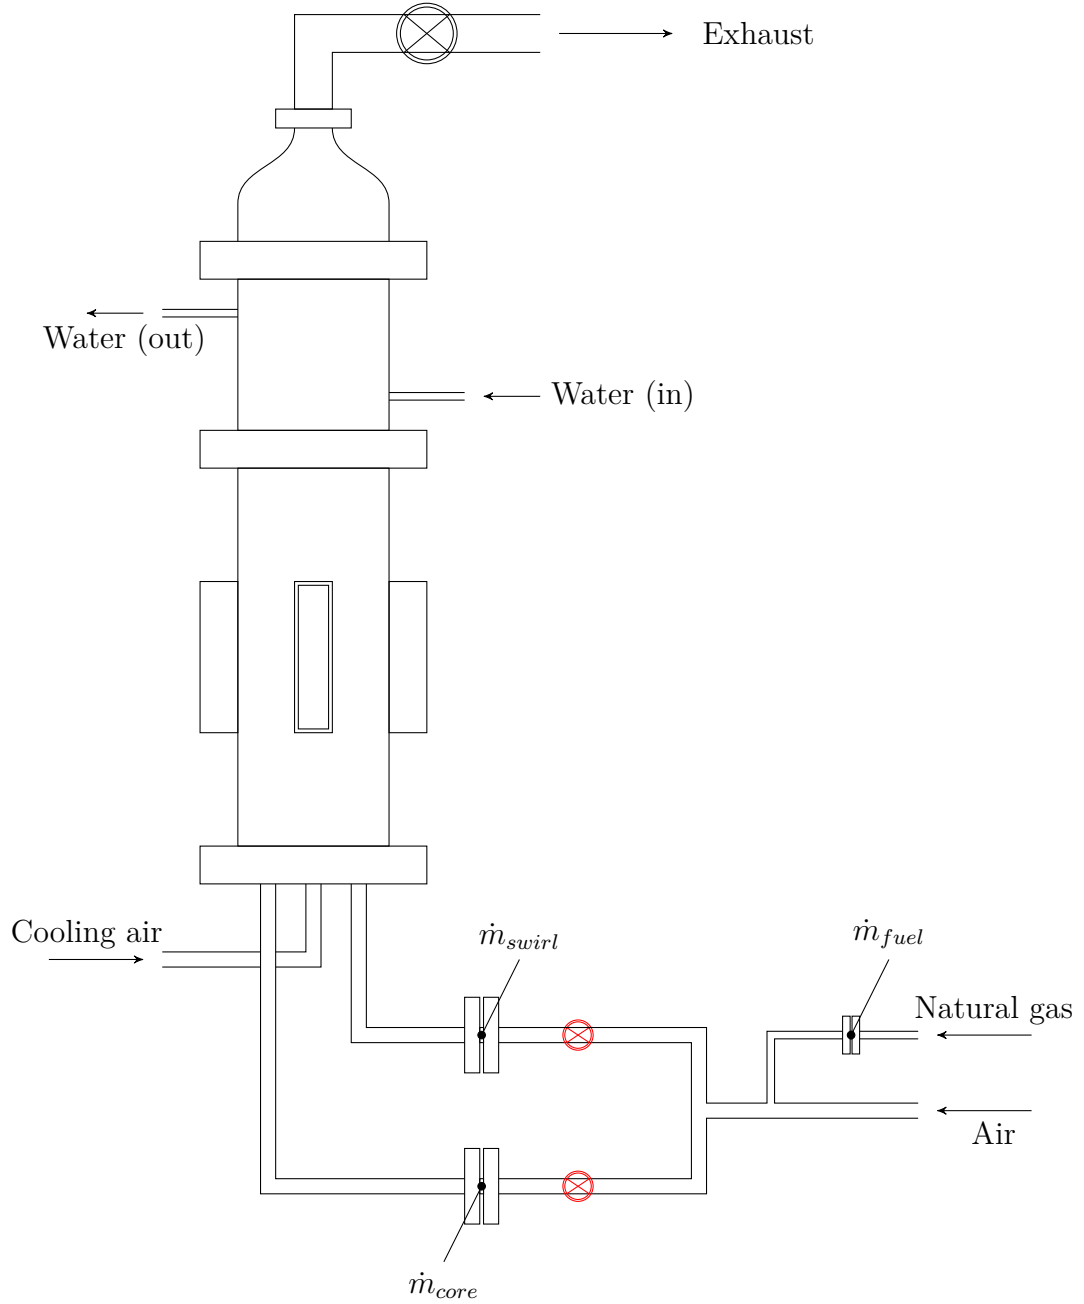 Exhaust
Water (out)
Water (in)
Cooling air
ṁ_swirl
ṁ_fuel
Natural gas
Air
ṁ_core